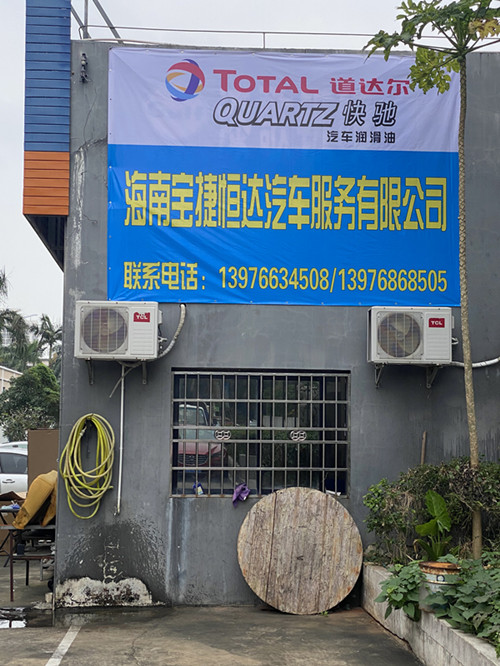 TOTAL 道达尔
QUARTZ 快驰
汽车润滑油
海南宝捷恒达汽车服务有限公司
联系电话：13976634508/13976868505
TCL
TCL